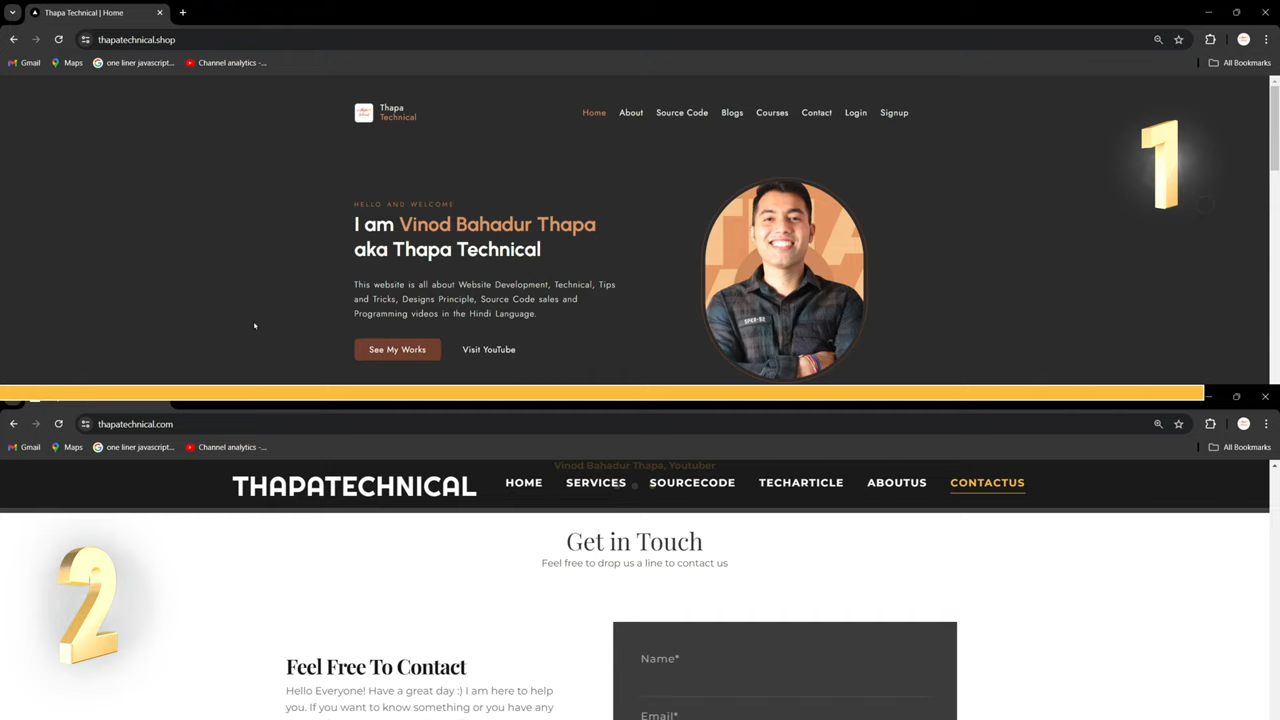 Thapa Technical | Home
thapatechnical.shop
Gmail Maps one liner javascript... Channel analytics -... All Bookmarks
Thapa
Technical
Home About Source Code Blogs Courses Contact Login Signup
1
HELLO AND WELCOME
I am Vinod Bahadur Thapa
aka Thapa Technical
This website is all about Website Development, Technical, Tips
and Tricks, Designs Principle, Source Code sales and
Programming videos in the Hindi Language.
See My Works Visit YouTube
thapatechnical.com
Gmail Maps one liner javascript... Channel analytics -... All Bookmarks
Vinod Bahadur Thapa, Youtuber
THAPATECHNICAL HOME SERVICES SOURCECODE TECHARTICLE ABOUTUS CONTACTUS
Get in Touch
Feel free to drop us a line to contact us
2
Feel Free To Contact
Hello Everyone! Have a great day :) I am here to help
you. If you want to know something or you have any
Name*
Email*